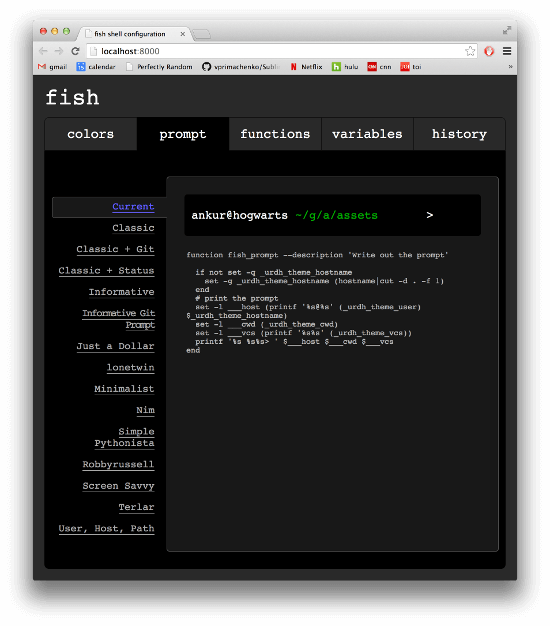 fish shell configuration
localhost:8000
gmail calendar Perfectly Random vprimachenko/Subli Netflix hulu cnn toi »
fish
colors prompt functions variables history
Current
Classic
Classic + Git
Classic + Status
Informative
Informative Git
Prompt
Just a Dollar
lonetwin
Minimalist
Nim
Simple
Pythonista
Robbyrussell
Screen Savvy
Terlar
User, Host, Path
ankur@hogwarts ~/g/a/assets >
function fish_prompt --description 'Write out the prompt'
if not set -q _urdh_theme_hostname
set -g _urdh_theme_hostname (hostname|cut -d . -f 1)
end
# print the prompt
set -l ___host (printf '%s@%s' (_urdh_theme_user)
$_urdh_theme_hostname)
set -l ___cwd (_urdh_theme_cwd)
set -l ___vcs (printf '%s%s' (_urdh_theme_vcs))
printf '%s %s%s> ' $___host $___cwd $___vcs
end